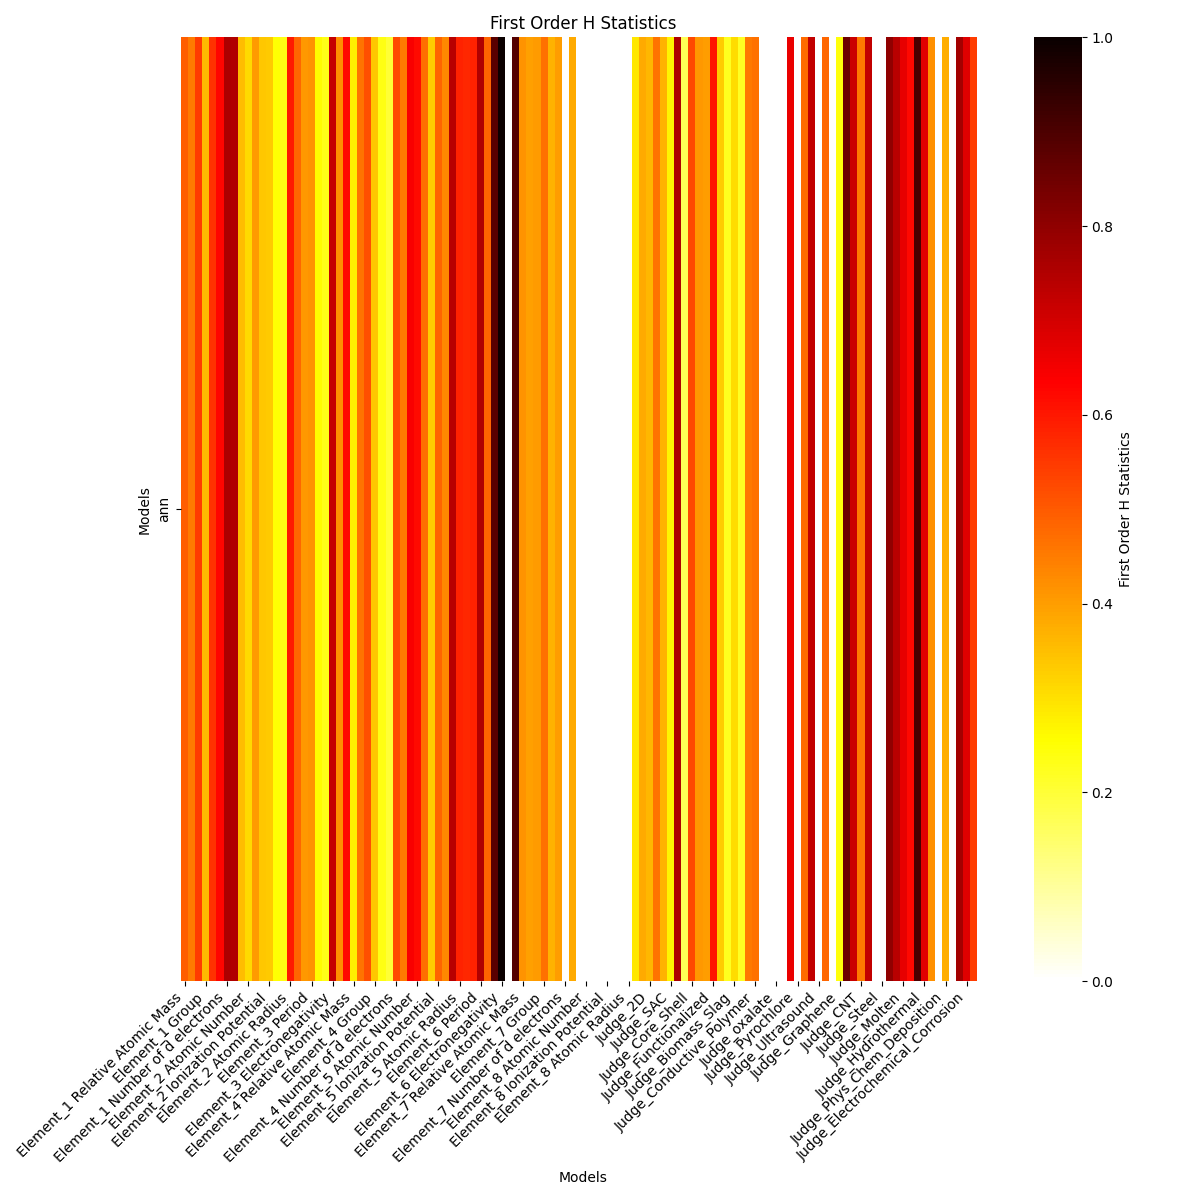 First Order H Statistics
Models
ann
Element_1 Relative Atomic Mass
Element_1 Group
Element_1 Number of d electrons
Element_2 Atomic Number
Element_2 Ionization Potential
Element_2 Atomic Radius
Element_3 Period
Element_3 Electronegativity
Element_4 Relative Atomic Mass
Element_4 Group
Element_4 Number of d electrons
Element_5 Atomic Number
Element_5 Ionization Potential
Element_5 Atomic Radius
Element_6 Period
Element_6 Electronegativity
Element_7 Relative Atomic Mass
Element_7 Group
Element_7 Number of d electrons
Element_8 Atomic Number
Element_8 Ionization Potential
Element_8 Atomic Radius
Judge_2D
Judge_SAC
Judge_Core_Shell
Judge_Functionalized
Judge_Biomass_Slag
Judge_Conductive_Polymer
Judge_oxalate
Judge_Pyrochlore
Judge_Ultrasound
Judge_Graphene
Judge_CNT
Judge_Steel
Judge_Molten
Judge_Hydrothermal
Judge_Phys_Chem_Deposition
Judge_Electrochemical_Corrosion
Models
1.0
0.8
0.6
0.4
0.2
0.0
First Order H Statistics